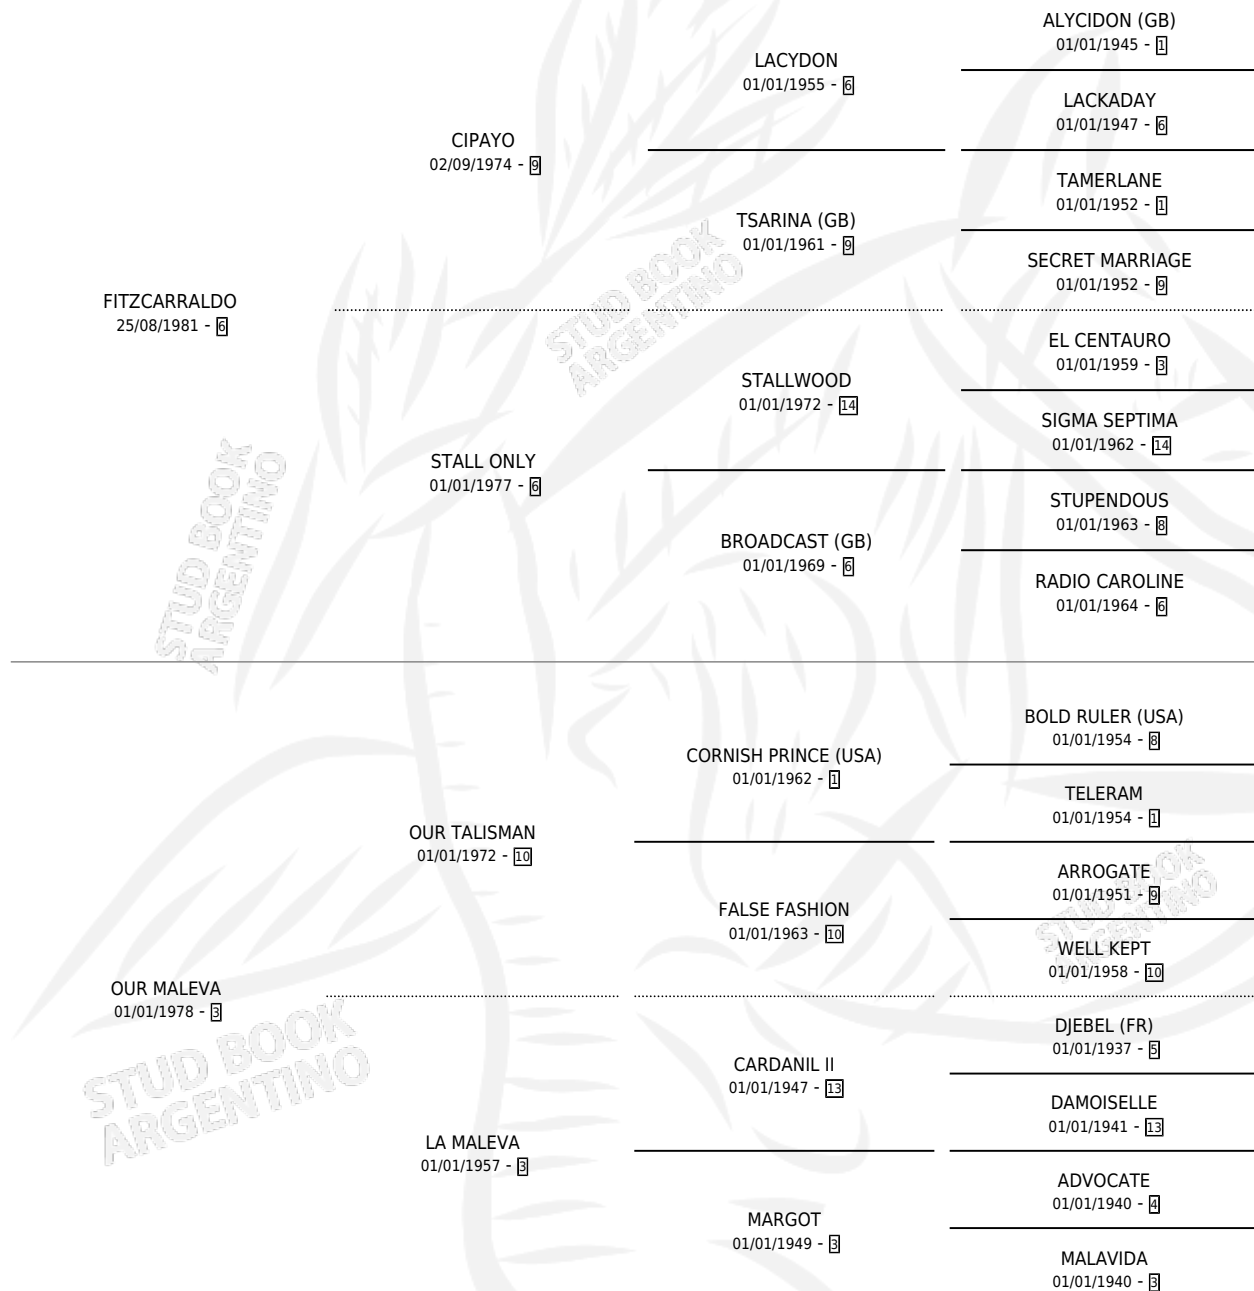 ALYCIDON (GB)
01/01/1945 - 1
LACYDON
01/01/1955 - 6
LACKADAY
01/01/1947 - 6
CIPAYO
02/09/1974 - 9
TAMERLANE
01/01/1952 - 1
TSARINA (GB)
01/01/1961 - 9
SECRET MARRIAGE
01/01/1952 - 9
FITZCARRALDO
25/08/1981 - 6
EL CENTAURO
01/01/1959 - 3
STALLWOOD
01/01/1972 - 14
SIGMA SEPTIMA
01/01/1962 - 14
STALL ONLY
01/01/1977 - 6
STUPENDOUS
01/01/1963 - 8
BROADCAST (GB)
01/01/1969 - 6
RADIO CAROLINE
01/01/1964 - 6
STUD BOOK
ARGENTINO
STUD BOOK
ARGENTINO
BOLD RULER (USA)
01/01/1954 - 8
CORNISH PRINCE (USA)
01/01/1962 - 1
TELERAM
01/01/1954 - 1
OUR TALISMAN
01/01/1972 - 10
ARROGATE
01/01/1951 - 9
FALSE FASHION
01/01/1963 - 10
WELL KEPT
01/01/1958 - 10
OUR MALEVA
01/01/1978 - 3
DJEBEL (FR)
01/01/1937 - 5
CARDANIL II
01/01/1947 - 13
DAMOISELLE
01/01/1941 - 13
LA MALEVA
01/01/1957 - 3
ADVOCATE
01/01/1940 - 4
MARGOT
01/01/1949 - 3
MALAVIDA
01/01/1940 - 3
STUD BOOK
ARGENTINO
STUD BOOK
ARGENTINO